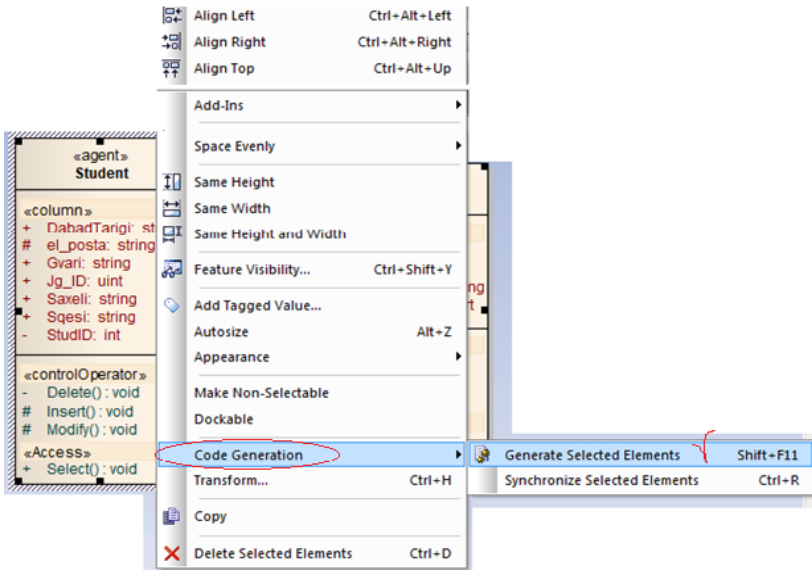 Align Left Ctrl+Alt+Left
Align Right Ctrl+Alt+Right
Align Top Ctrl+Alt+Up
Add-Ins
Space Evenly
Same Height
Same Width
Same Height and Width
Feature Visibility... Ctrl+Shift+Y
Add Tagged Value...
Autosize Alt+Z
Appearance
Make Non-Selectable
Dockable
Code Generation
Transform... Ctrl+H
Copy
Delete Selected Elements Ctrl+D
Generate Selected Elements Shift+F11
Synchronize Selected Elements Ctrl+R
«agent»
Student
«column»
+ DabadTarigi: st
# el_posta: string
+ Gvari: string
+ Jg_ID: uint
+ Saxeli: string
+ Sqesi: string
- StudID: int
«controlOperator»
- Delete() : void
# Insert() : void
# Modify() : void
«Access»
+ Select() : void
ng
t